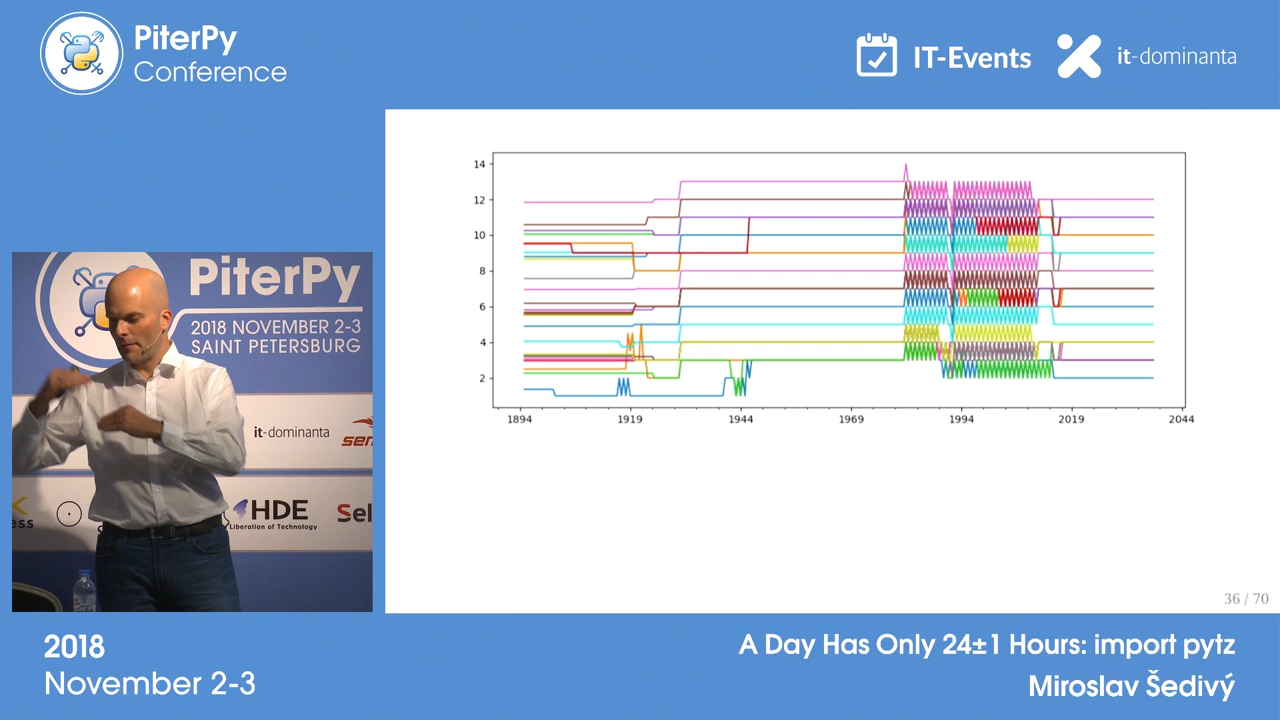 PiterPy
Conference
IT-Events
it-dominanta
14
12
10
8
6
4
2
1894 1919 1944 1969 1994 2019 2044
36 / 70
PiterPy
2018 NOVEMBER 2-3
SAINT PETERSBURG
it-dominanta
HDE
Liberation of Technology
Sel
2018
November 2-3
A Day Has Only 24±1 Hours: import pytz
Miroslav Šedivý